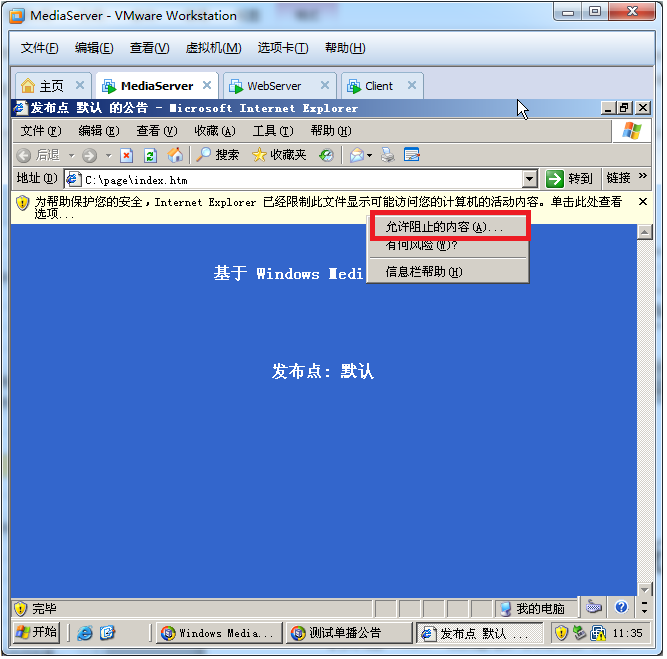 MediaServer - VMware Workstation
文件(F) 编辑(E) 查看(V) 虚拟机(M) 选项卡(T) 帮助(H)
主页 MediaServer WebServer Client
发布点 默认 的公告 - Microsoft Internet Explorer
文件(F) 编辑(E) 查看(V) 收藏(A) 工具(T) 帮助(H)
后退 搜索 收藏夹
地址(D) C:\page\index.htm 转到 链接 »
为帮助保护您的安全，Internet Explorer 已经限制此文件显示可能访问您的计算机的活动内容。单击此处查看
选项...
允许阻止的内容(A)...
有何风险(W)?
信息栏帮助(H)
基于 Windows Medi
发布点: 默认
完毕 我的电脑
开始 Windows Media... 测试单播公告 发布点 默认 ... 11:35